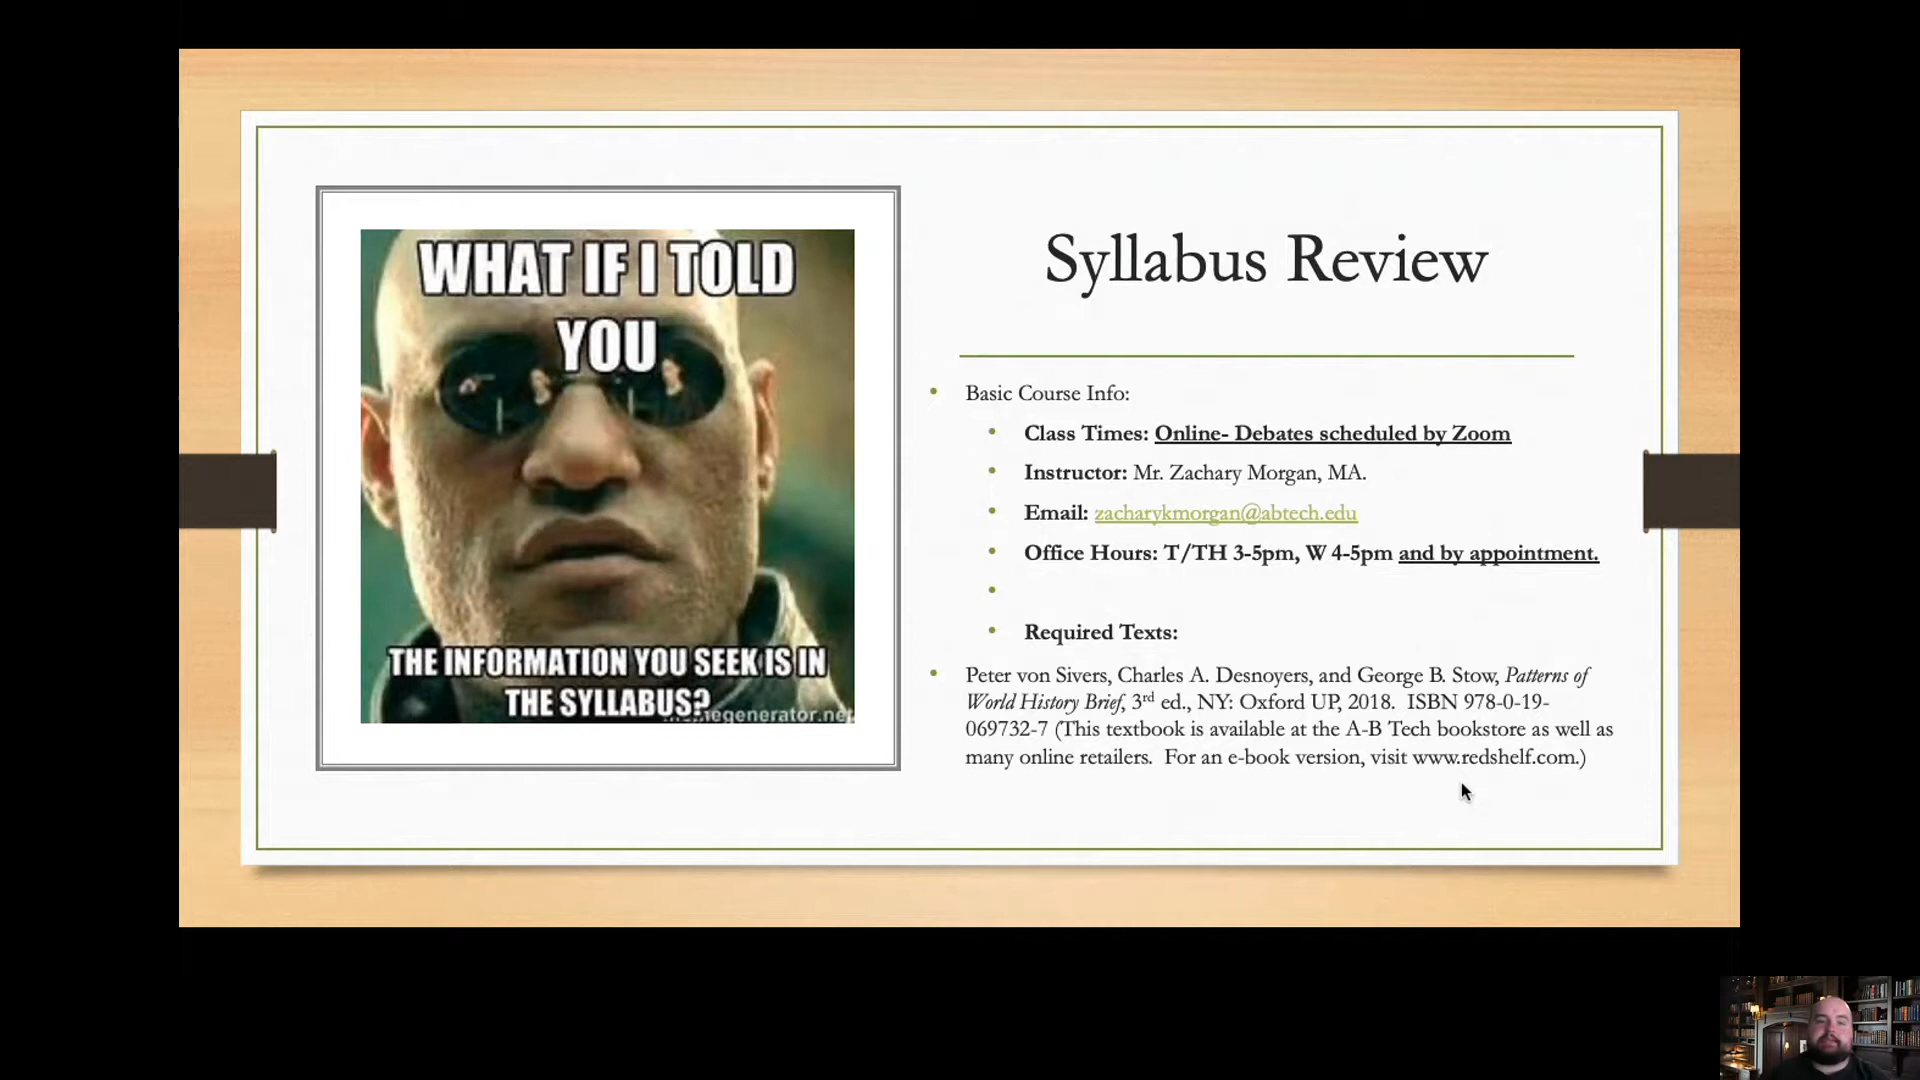 WHAT IF I TOLD
YOU
THE INFORMATION YOU SEEK IS IN
THE SYLLABUS?
Syllabus Review
Basic Course Info:
Class Times: Online- Debates scheduled by Zoom
Instructor: Mr. Zachary Morgan, MA.
Email: zacharykmorgan@abtech.edu
Office Hours: T/TH 3-5pm, W 4-5pm and by appointment.
Required Texts:
Peter von Sivers, Charles A. Desnoyers, and George B. Stow, Patterns of
World History Brief, 3rd ed., NY: Oxford UP, 2018. ISBN 978-0-19-
069732-7 (This textbook is available at the A-B Tech bookstore as well as
many online retailers. For an e-book version, visit www.redshelf.com.)